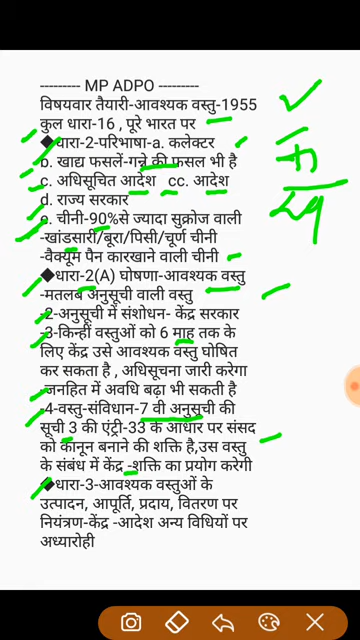 --------- MP ADPO ---------
विषयवार तैयारी-आवश्यक वस्तु-1955
कुल धारा-16 , पूरे भारत पर
◆धारा-2-परिभाषा-a. कलेक्टर
b. खाद्य फसलें-गन्ने की फसल भी है
c. अधिसूचित आदेश cc. आदेश
d. राज्य सरकार
e. चीनी-90%से ज्यादा सुक्रोज वाली
-खांडसारी/बूरा/पिसी/चूर्ण चीनी
-वैक्यूम पैन कारखाने वाली चीनी
◆धारा-2(A) घोषणा-आवश्यक वस्तु
-मतलब अनुसूची वाली वस्तु
-2-अनुसूची में संशोधन- केंद्र सरकार
-3-किन्हीं वस्तुओं को 6 माह तक के
लिए केंद्र उसे आवश्यक वस्तु घोषित
कर सकता है , अधिसूचना जारी करेगा
-जनहित में अवधि बढ़ा भी सकती है
-4-वस्तु-संविधान-7 वी अनुसूची की
सूची 3 की एंट्री-33 के आधार पर संसद
को कानून बनाने की शक्ति है,उस वस्तु
के संबंध में केंद्र -शक्ति का प्रयोग करेगी
◆धारा-3-आवश्यक वस्तुओं के
उत्पादन, आपूर्ति, प्रदाय, वितरण पर
नियंत्रण-केंद्र -आदेश अन्य विधियों पर
अध्यारोही